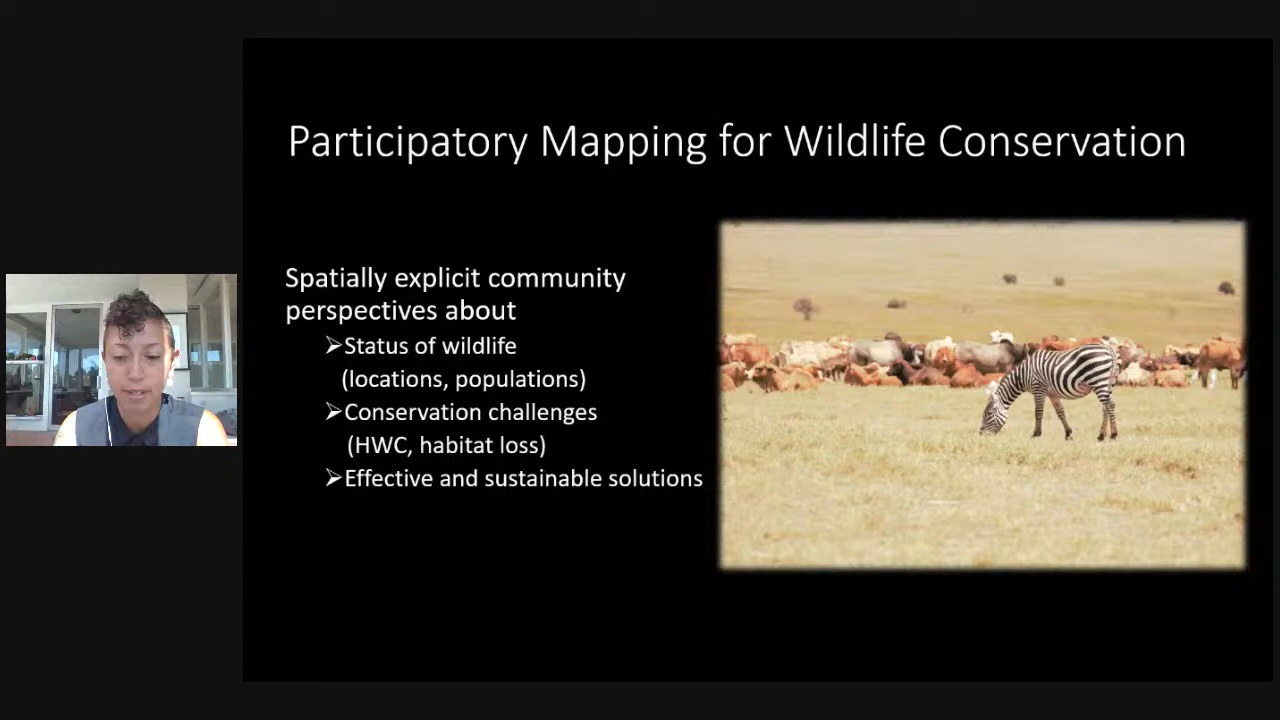 Participatory Mapping for Wildlife Conservation
Spatially explicit community
perspectives about
➢Status of wildlife
(locations, populations)
➢Conservation challenges
(HWC, habitat loss)
➢Effective and sustainable solutions